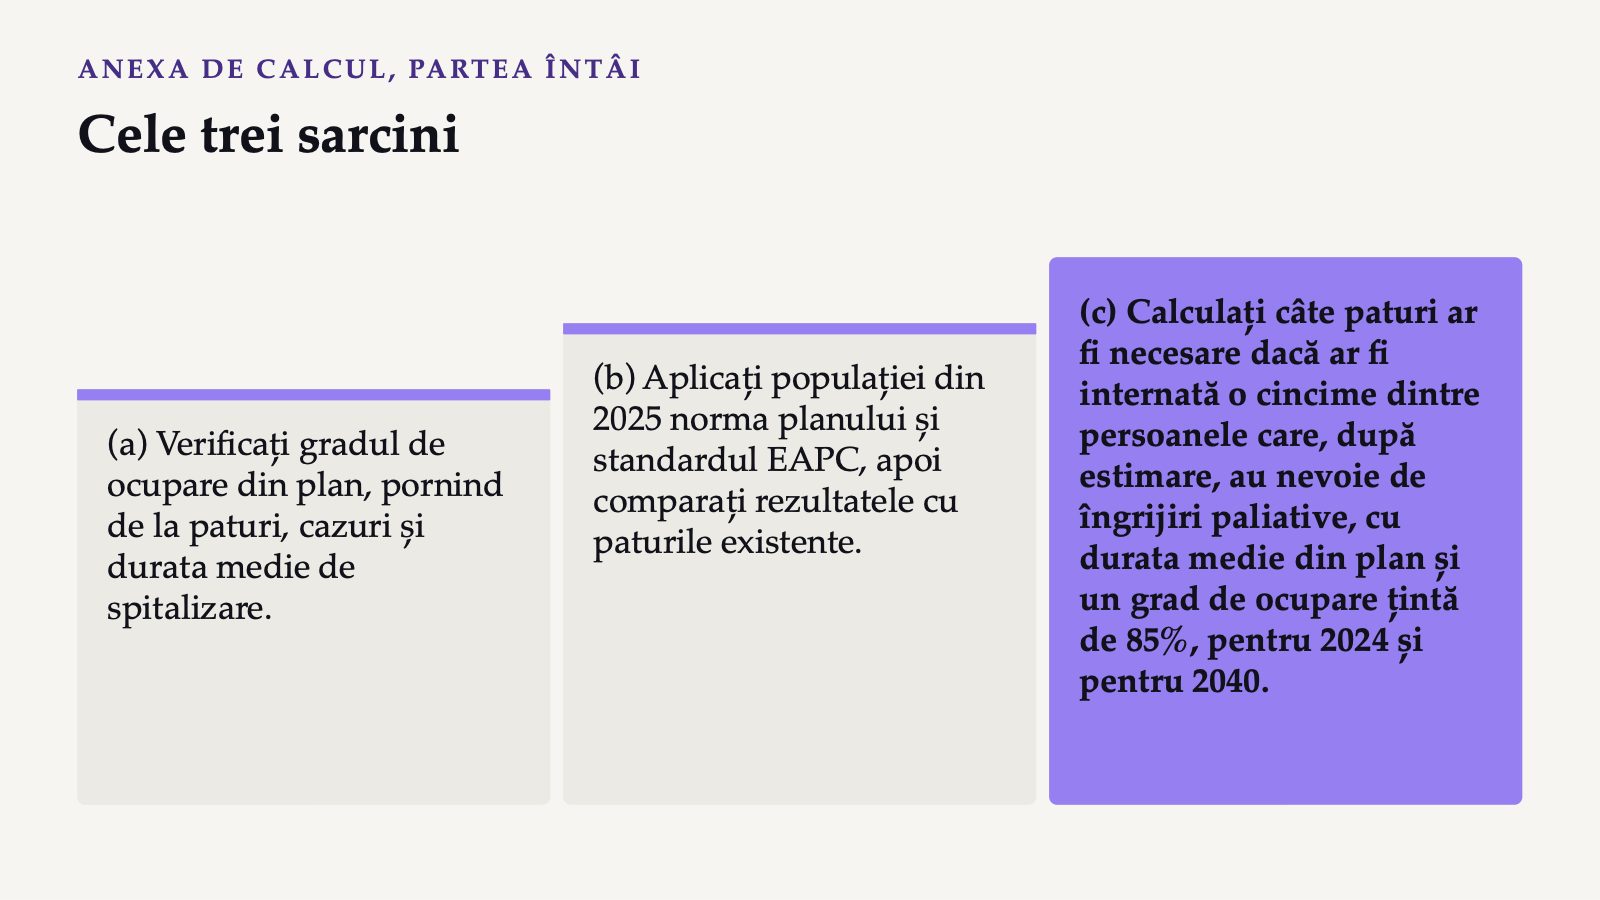 ANEXA DE CALCUL, PARTEA ÎNTÂI
Cele trei sarcini
(a) Verificați gradul de
ocupare din plan, pornind
de la paturi, cazuri și
durata medie de
spitalizare.
(b) Aplicați populației din
2025 norma planului și
standardul EAPC, apoi
comparați rezultatele cu
paturile existente.
(c) Calculați câte paturi ar
fi necesare dacă ar fi
internată o cincime dintre
persoanele care, după
estimare, au nevoie de
îngrijiri paliative, cu
durata medie din plan și
un grad de ocupare țintă
de 85%, pentru 2024 și
pentru 2040.